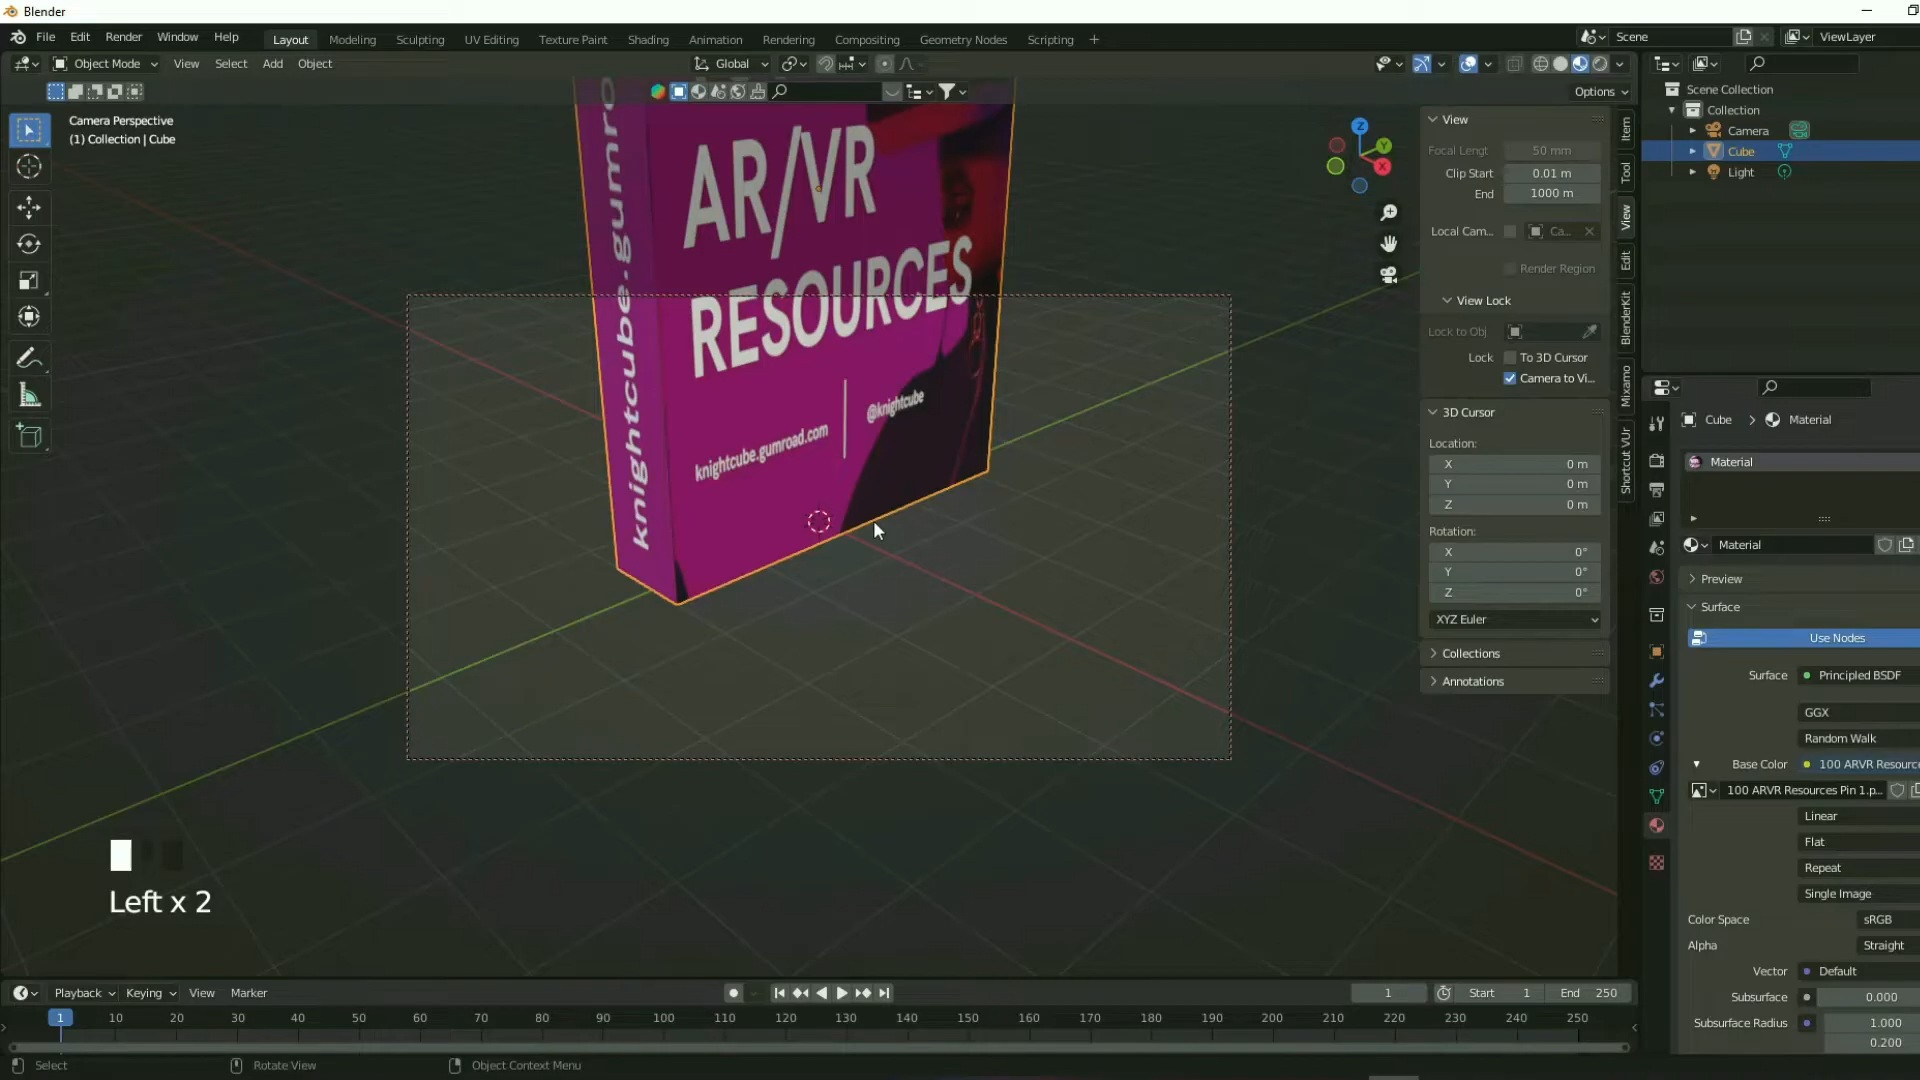 Blender
File Edit Render Window Help
Layout Modeling Sculpting UV Editing Texture Paint Shading Animation Rendering Compositing Geometry Nodes Scripting +
Scene
ViewLayer
Object Mode View Select Add Object
Global
Options
Camera Perspective
(1) Collection | Cube
Z
Y
X
View
Focal Lengt 50 mm
Clip Start 0.01 m
End 1000 m
Local Cam... Ca...
Render Region
View Lock
Lock to Obj
Lock To 3D Cursor
Camera to Vi...
3D Cursor
Location:
X 0 m
Y 0 m
Z 0 m
Rotation:
X 0°
Y 0°
Z 0°
XYZ Euler
Collections
Annotations
Item
Tool
View
Edit
BlenderKit
Mixamo
Shortcut VUr
Scene Collection
Collection
Camera
Cube
Light
Cube > Material
Material
Material
Preview
Surface
Use Nodes
Surface Principled BSDF
GGX
Random Walk
Base Color 100 ARVR Resource
100 ARVR Resources Pin 1.p...
Linear
Flat
Repeat
Single Image
Color Space sRGB
Alpha Straight
Vector Default
Subsurface 0.000
Subsurface Radius 1.000
0.200
knightcube.gumro
AR/VR
RESOURCES
knightcube.gumroad.com
@knightcube
Left x 2
Playback Keying View Marker
1 Start 1 End 250
1 10 20 30 40 50 60 70 80 90 100 110 120 130 140 150 160 170 180 190 200 210 220 230 240 250
Select Rotate View Object Context Menu